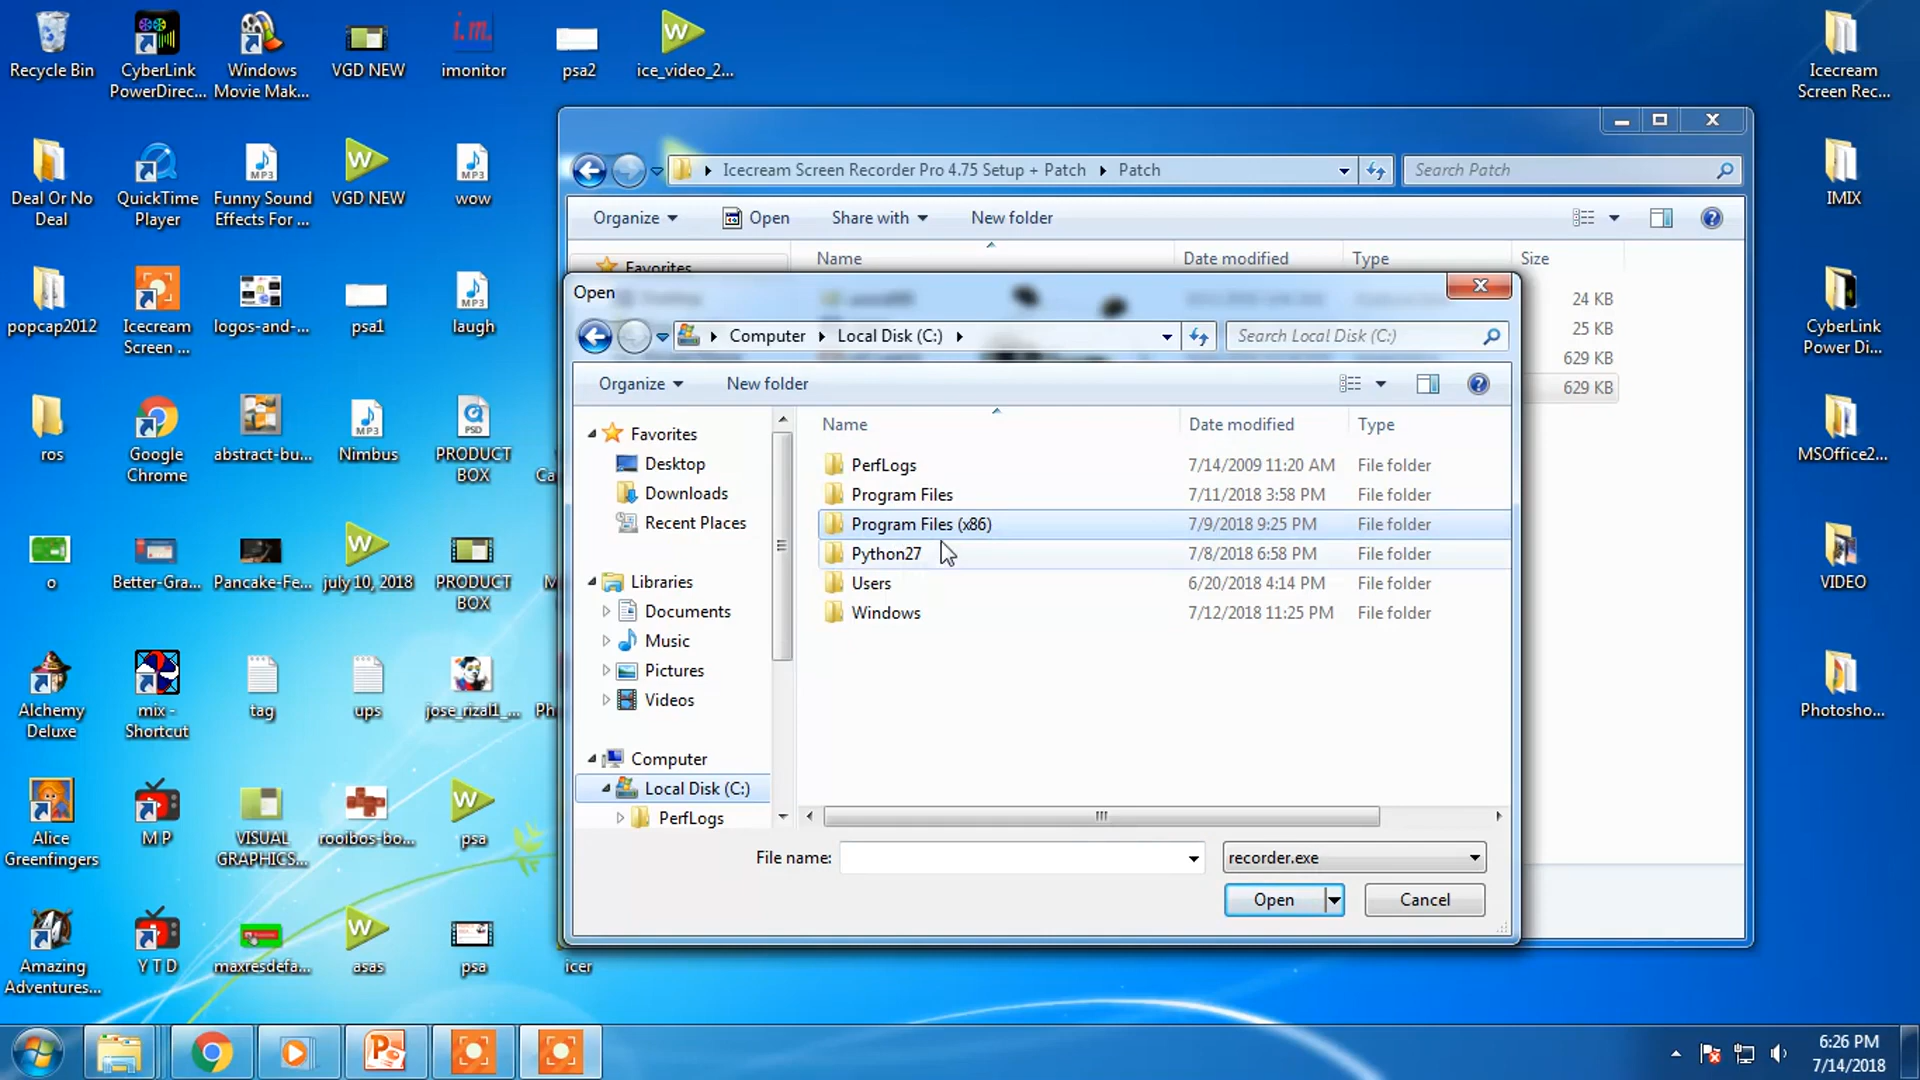 Recycle Bin
CyberLink
PowerDirec...
Windows
Movie Mak...
VGD NEW
imonitor
i.m.
psa2
ice_video_2...
Icecream
Screen Rec...
Deal Or No
Deal
QuickTime
Player
Funny Sound
Effects For ...
VGD NEW
wow
IMIX
popcap2012
Icecream
Screen ...
logos-and-...
psa1
laugh
CyberLink
Power Di...
ros
Google
Chrome
abstract-bu...
Nimbus
PRODUCT
BOX
MSOffice2...
o
Better-Gra...
Pancake-Fe...
july 10, 2018
PRODUCT
BOX
VIDEO
Alchemy
Deluxe
mix -
Shortcut
tag
ups
jose_rizal1_...
Photosho...
Alice
Greenfingers
M P
VISUAL
GRAPHICS...
rooibos-bo...
psa
Amazing
Adventures...
Y T D
maxresdefa...
asas
psa
icer
Icecream Screen Recorder Pro 4.75 Setup + Patch
Patch
Search Patch
Organize
Open
Share with
New folder
Favorites
Name
Date modified
Type
Size
24 KB
25 KB
629 KB
629 KB
Open
Computer
Local Disk (C:)
Search Local Disk (C:)
Organize
New folder
Favorites
Desktop
Downloads
Recent Places
Libraries
Documents
Music
Pictures
Videos
Computer
Local Disk (C:)
PerfLogs
Name Date modified Type
PerfLogs 7/14/2009 11:20 AM File folder
Program Files 7/11/2018 3:58 PM File folder
Program Files (x86) 7/9/2018 9:25 PM File folder
Python27 7/8/2018 6:58 PM File folder
Users 6/20/2018 4:14 PM File folder
Windows 7/12/2018 11:25 PM File folder
File name:
recorder.exe
Open
Cancel
6:26 PM
7/14/2018